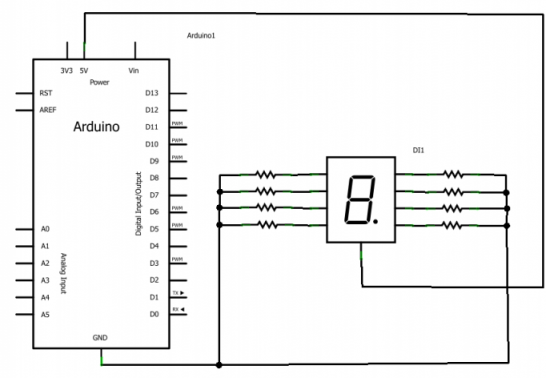 Arduino1
3V3 5V Vin
Power
RST D13
AREF D12
Arduino
D11 PWM
D10 PWM
D9 PWM
D8
D7
D6 PWM
Digital Input/Output
A0 D5 PWM
A1 D4
A2 D3 PWM
A3 D2
A4 D1 TX
A5 D0 RX
Analog Input
GND
DI1
8.